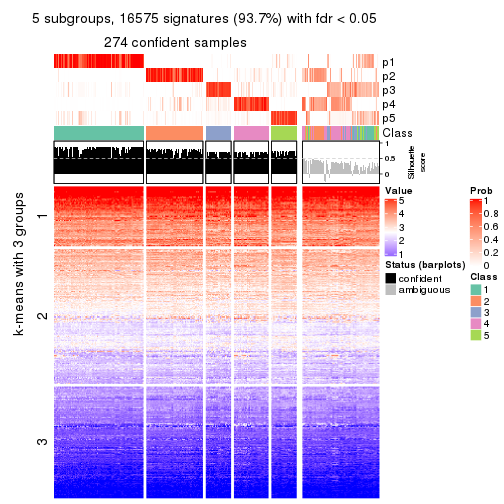 5 subgroups, 16575 signatures (93.7%) with fdr < 0.05
274 confident samples
p1
p2
p3
p4
p5
Class
1
0.5
0
Silhouette
score
k-means with 3 groups
1
2
3
Value
5
4
3
2
1
Status (barplots)
confident
ambiguous
Prob
1
0.8
0.6
0.4
0.2
0
Class
1
2
3
4
5